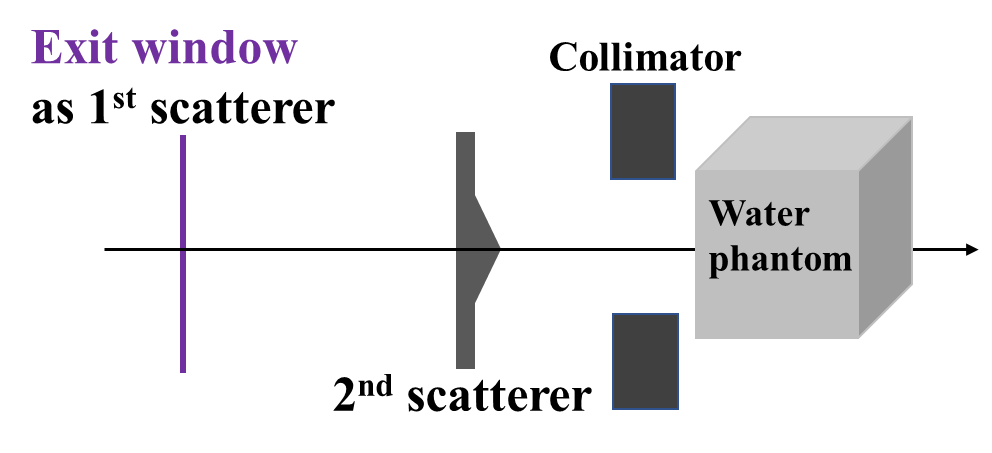 Exit window
as 1st scatterer
Collimator
Water
phantom
2nd scatterer